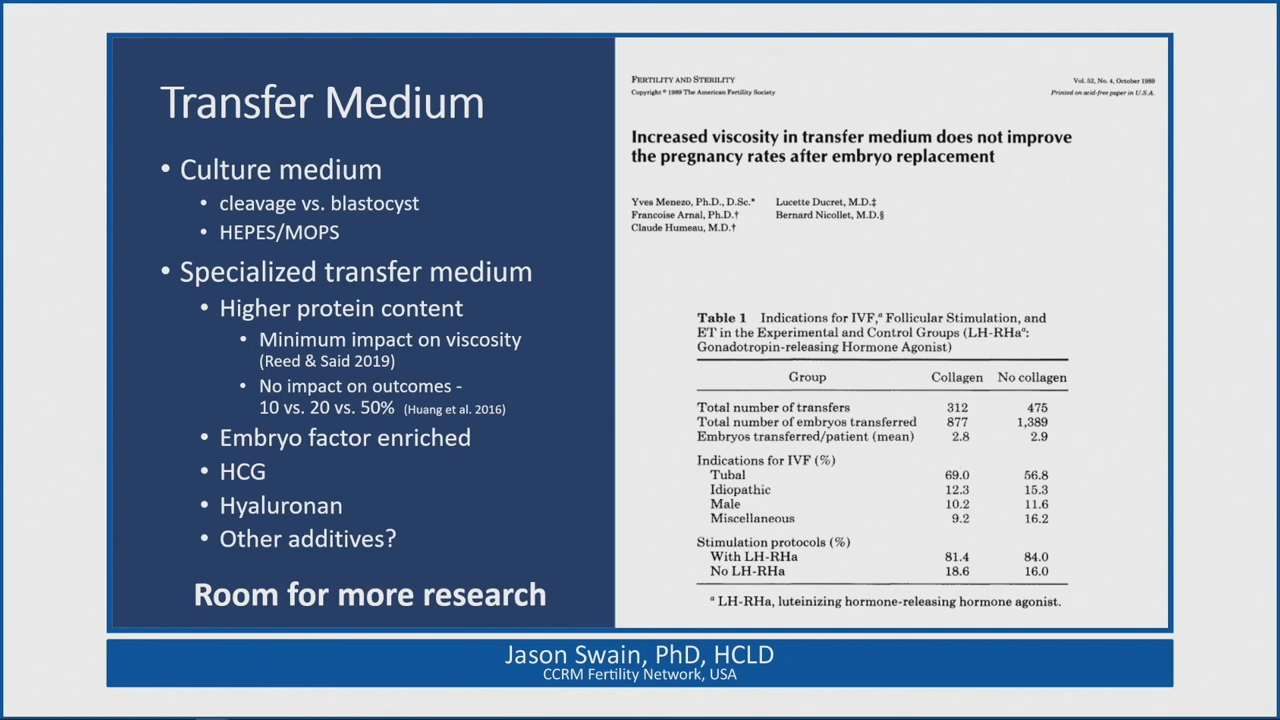 Transfer Medium
• Culture medium
• cleavage vs. blastocyst
• HEPES/MOPS
• Specialized transfer medium
• Higher protein content
• Minimum impact on viscosity
(Reed & Said 2019)
• No impact on outcomes -
10 vs. 20 vs. 50% (Huang et al. 2016)
• Embryo factor enriched
• HCG
• Hyaluronan
• Other additives?
Room for more research
FERTILITY AND STERILITY
Copyright © 1989 The American Fertility Society
Vol. 52, No. 4, October 1989
Printed on acid-free paper in U.S.A.
Increased viscosity in transfer medium does not improve
the pregnancy rates after embryo replacement
Yves Menezo, Ph.D., D.Sc.* Lucette Ducret, M.D.‡
Francoise Arnal, Ph.D.† Bernard Nicollet, M.D.§
Claude Humeau, M.D.†
Table 1 Indications for IVF,ᵃ Follicular Stimulation, and
ET in the Experimental and Control Groups (LH-RHaᵃ:
Gonadotropin-releasing Hormone Agonist)
Group Collagen No collagen
Total number of transfers 312 475
Total number of embryos transferred 877 1,389
Embryos transferred/patient (mean) 2.8 2.9
Indications for IVF (%)
Tubal 69.0 56.8
Idiopathic 12.3 15.3
Male 10.2 11.6
Miscellaneous 9.2 16.2
Stimulation protocols (%)
With LH-RHa 81.4 84.0
No LH-RHa 18.6 16.0
ᵃ LH-RHa, luteinizing hormone-releasing hormone agonist.
Jason Swain, PhD, HCLD
CCRM Fertility Network, USA